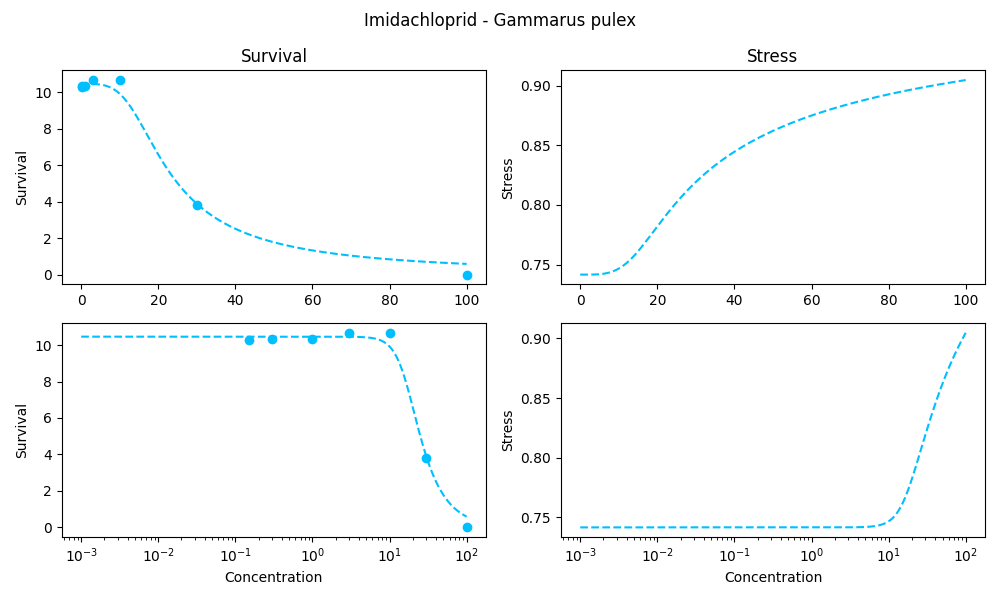 Imidachloprid - Gammarus pulex
Survival
Stress
Survival
10
8
6
4
2
0
0 20 40 60 80 100
Stress
0.90
0.85
0.80
0.75
0 20 40 60 80 100
Survival
10
8
6
4
2
0
10⁻³ 10⁻² 10⁻¹ 10⁰ 10¹ 10²
Concentration
Stress
0.90
0.85
0.80
0.75
10⁻³ 10⁻² 10⁻¹ 10⁰ 10¹ 10²
Concentration